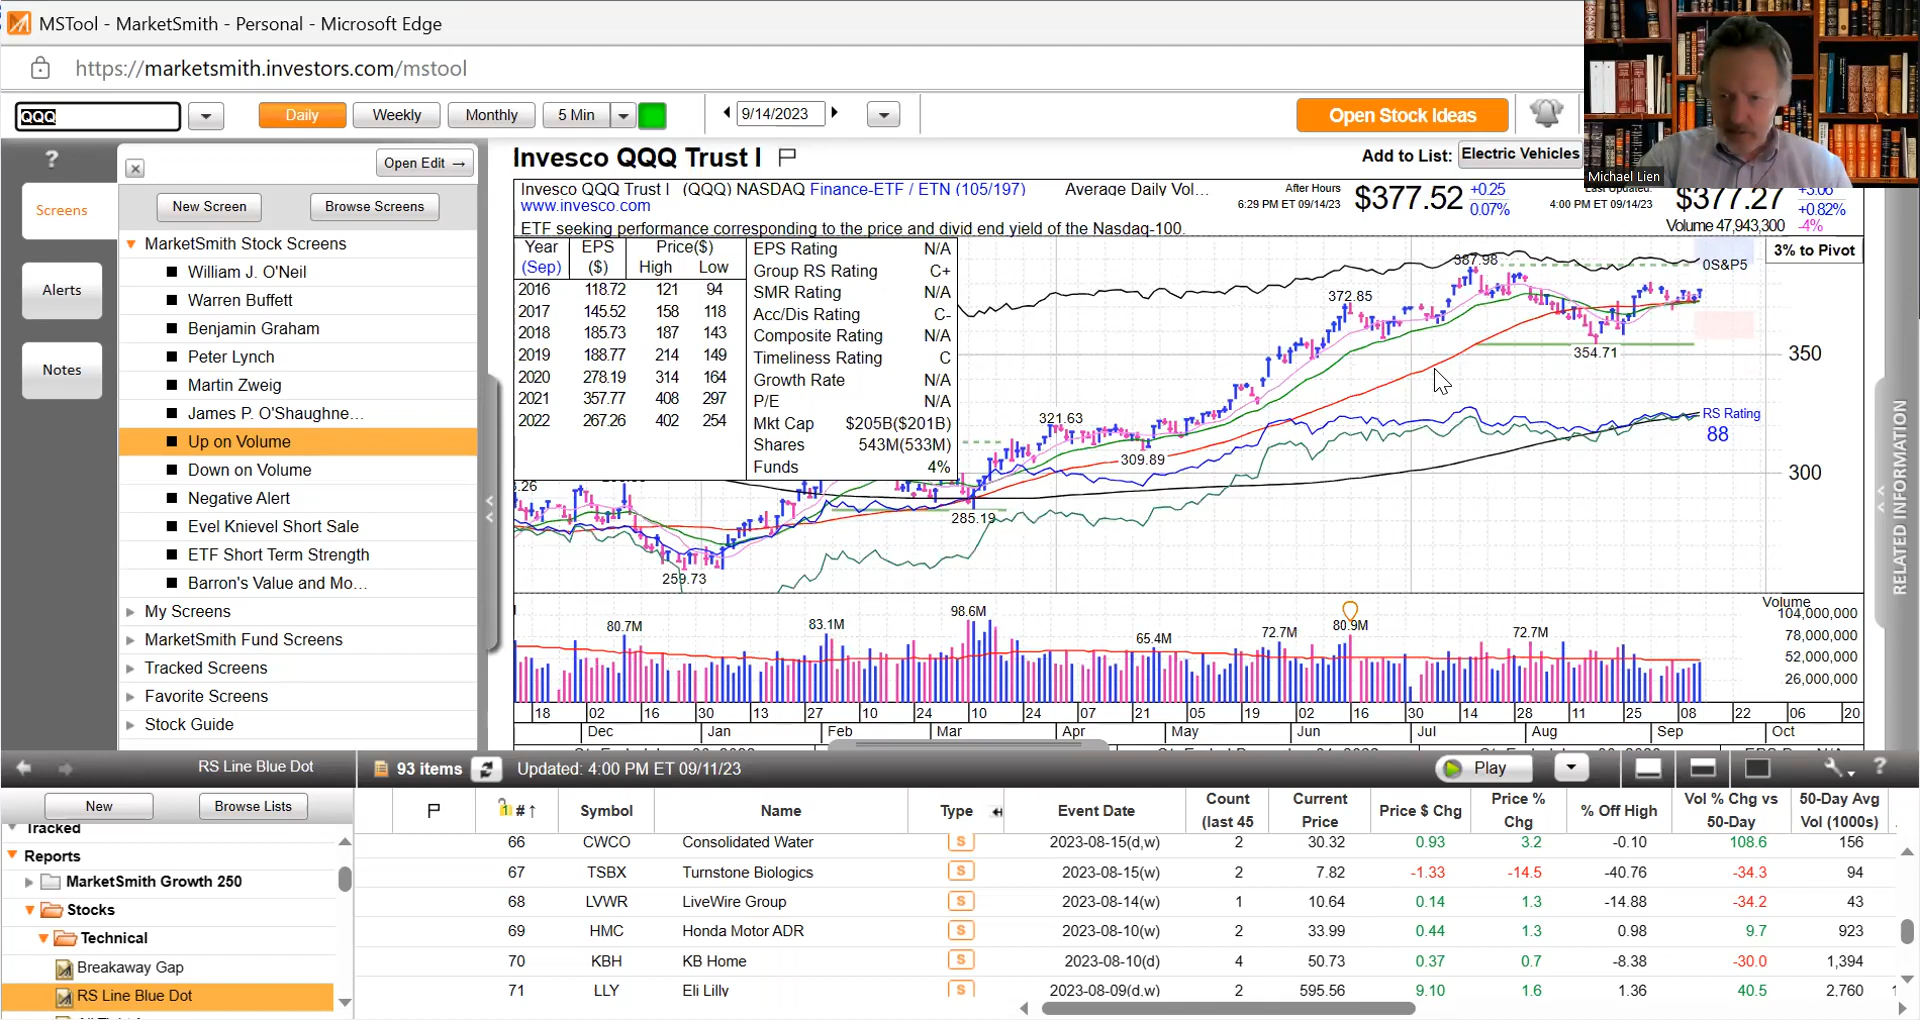 MSTool - MarketSmith - Personal - Microsoft Edge
https://marketsmith.investors.com/mstool
QQQ
Daily
Weekly
Monthly
5 Min
9/14/2023
Open Stock Ideas
Michael Lien
?
Screens
Alerts
Notes
Open Edit →
New Screen
Browse Screens
MarketSmith Stock Screens
William J. O'Neil
Warren Buffett
Benjamin Graham
Peter Lynch
Martin Zweig
James P. O'Shaughne…
Up on Volume
Down on Volume
Negative Alert
Evel Knievel Short Sale
ETF Short Term Strength
Barron's Value and Mo…
My Screens
MarketSmith Fund Screens
Tracked Screens
Favorite Screens
Stock Guide
Invesco QQQ Trust I
Add to List: Electric Vehicles
Invesco QQQ Trust I (QQQ) NASDAQ Finance-ETF / ETN (105/197) Average Daily Vol...
www.invesco.com
ETF seeking performance corresponding to the price and divid end yield of the Nasdaq-100.
After Hours
6:29 PM ET 09/14/23
$377.52
+0.25
0.07%
Last Updated:
4:00 PM ET 09/14/23
$377.27
+3.06
+0.82%
Volume 47,943,300 -4%
Year EPS Price($)
(Sep) ($) High Low
2016 118.72 121 94
2017 145.52 158 118
2018 185.73 187 143
2019 188.77 214 149
2020 278.19 314 164
2021 357.77 408 297
2022 267.26 402 254
EPS Rating N/A
Group RS Rating C+
SMR Rating N/A
Acc/Dis Rating C-
Composite Rating N/A
Timeliness Rating C
Growth Rate N/A
P/E N/A
Mkt Cap $205B($201B)
Shares 543M(533M)
Funds 4%
3% to Pivot
0S&P5
387.98
372.85
354.71
350
321.63
309.89
RS Rating
88
300
.26
285.19
259.73
Volume
98.6M
80.7M
83.1M
65.4M
72.7M
80.9M
72.7M
104,000,000
78,000,000
52,000,000
26,000,000
18 02 16 30 13 27 10 24 10 24 07 21 05 19 02 16 30 14 28 11 25 08 22 06 20
Dec Jan Feb Mar Apr May Jun Jul Aug Sep Oct
RELATED INFORMATION
RS Line Blue Dot
93 items
Updated: 4:00 PM ET 09/11/23
Play
?
New
Browse Lists
Tracked
Reports
MarketSmith Growth 250
Stocks
Technical
Breakaway Gap
RS Line Blue Dot
#↑ Symbol Name Type Event Date Count (last 45 Current Price Price $ Chg Price % Chg % Off High Vol % Chg vs 50-Day 50-Day Avg Vol (1000s)
66 CWCO Consolidated Water S 2023-08-15(d,w) 2 30.32 0.93 3.2 -0.10 108.6 156
67 TSBX Turnstone Biologics S 2023-08-15(w) 2 7.82 -1.33 -14.5 -40.76 -34.3 94
68 LVWR LiveWire Group S 2023-08-14(w) 1 10.64 0.14 1.3 -14.88 -34.2 43
69 HMC Honda Motor ADR S 2023-08-10(w) 2 33.99 0.44 1.3 0.98 9.7 923
70 KBH KB Home S 2023-08-10(d) 4 50.73 0.37 0.7 -8.38 -30.0 1,394
71 LLY Eli Lilly S 2023-08-09(d,w) 2 595.56 9.10 1.6 1.36 40.5 2,760